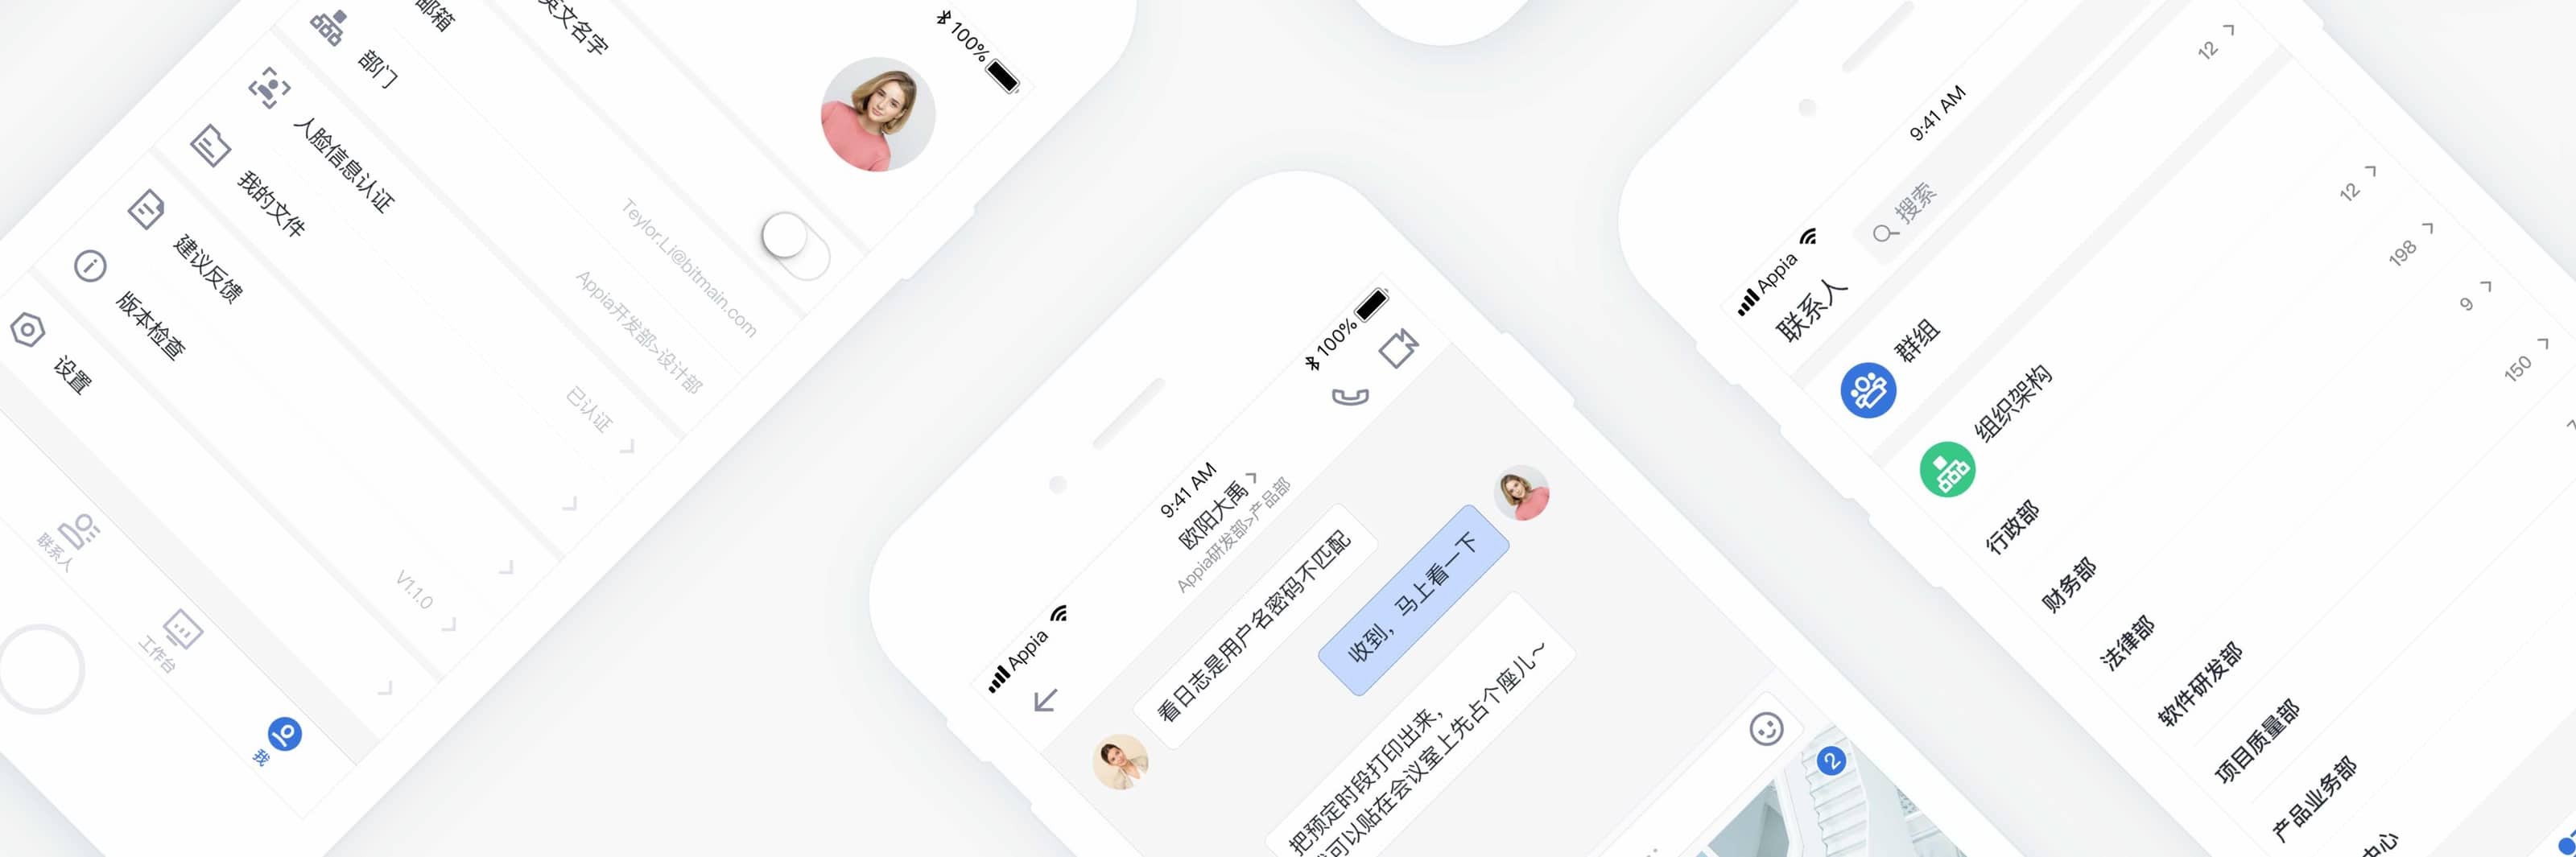 100%
英文名字
邮箱
Teylor.Li@bitmain.com
部门
Appia开发部>设计部
人脸信息认证
已认证
我的文件
建议反馈
版本检查
V1.1.0
设置
联系人
工作台
我
Appia
9:41 AM
100%
欧阳大禹
Appia研发部>产品部
看日志是用户名密码不匹配
收到，马上看一下
把预定时段打印出来，
可以贴在会议室上先占个座儿~
2
Appia
9:41 AM
联系人
搜索
群组
12
组织架构
行政部
12
财务部
198
法律部
9
软件研发部
150
项目质量部
产品业务部
中心